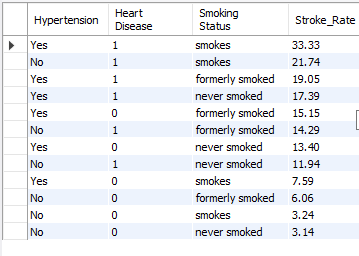 Hypertension Heart Disease Smoking Status Stroke_Rate
Yes 1 smokes 33.33
No 1 smokes 21.74
Yes 1 formerly smoked 19.05
Yes 1 never smoked 17.39
Yes 0 formerly smoked 15.15
No 1 formerly smoked 14.29
Yes 0 never smoked 13.40
No 1 never smoked 11.94
Yes 0 smokes 7.59
No 0 formerly smoked 6.06
No 0 smokes 3.24
No 0 never smoked 3.14